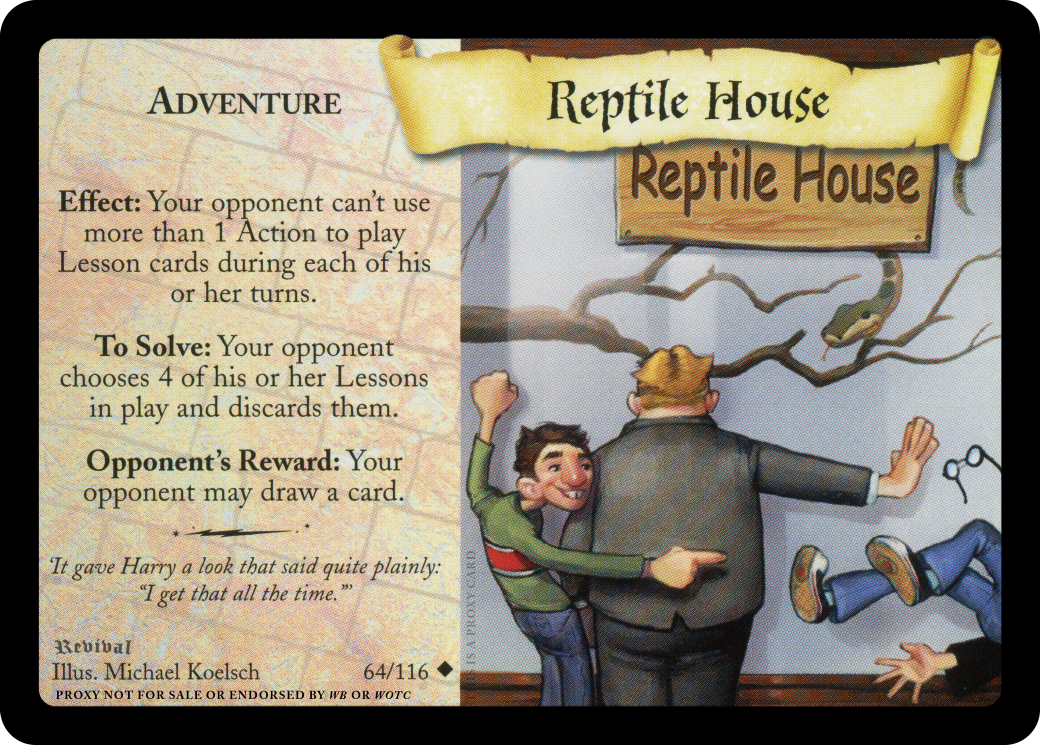 ADVENTURE
Reptile House
Reptile House
Effect: Your opponent can't use
more than 1 Action to play
Lesson cards during each of his
or her turns.
To Solve: Your opponent
chooses 4 of his or her Lessons
in play and discards them.
Opponent's Reward: Your
opponent may draw a card.
'It gave Harry a look that said quite plainly:
"I get that all the time."'
Revival
Illus. Michael Koelsch 64/116
PROXY NOT FOR SALE OR ENDORSED BY WB OR WOTC
IS A PROXY CARD